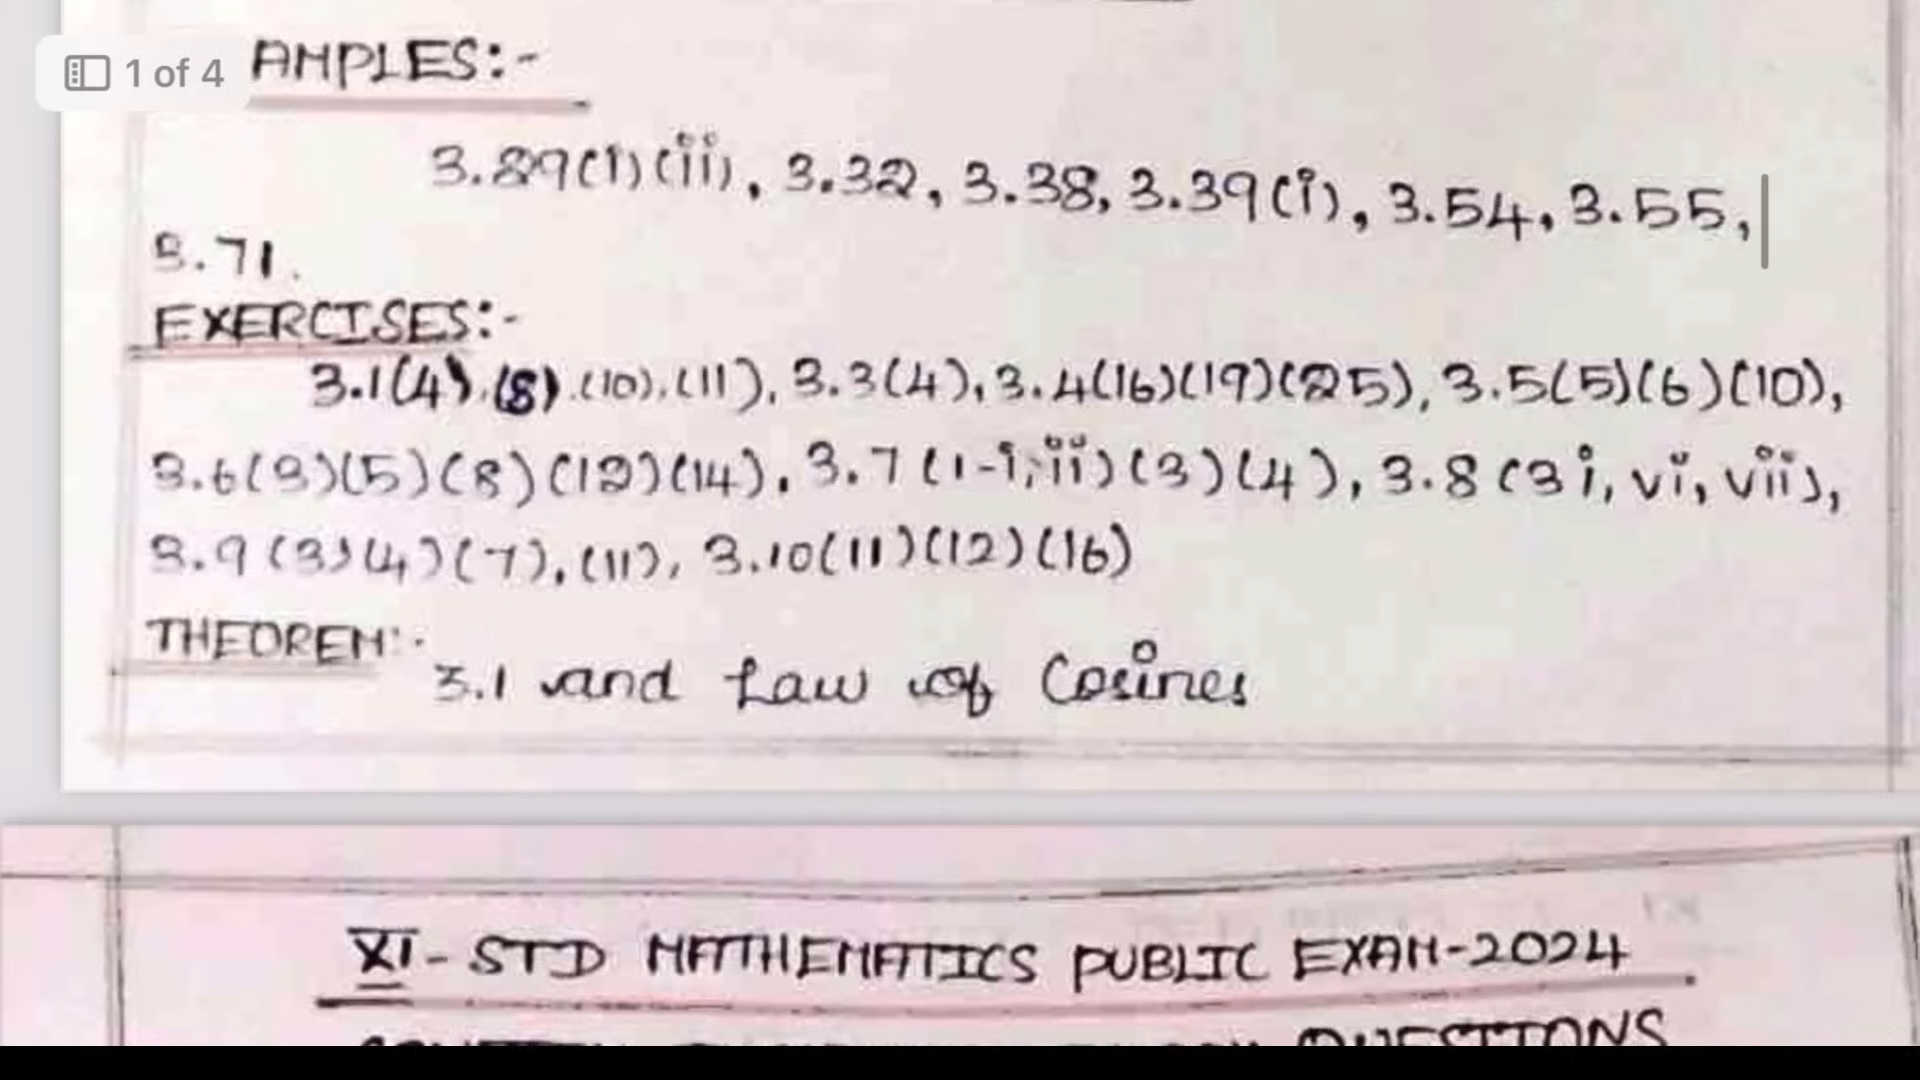 1 of 4
AMPLES:-
3.29(i)(ii), 3.32, 3.38, 3.39(i), 3.54, 3.55,
3.71.
EXERCISES:-
3.1(4),(8).(10),(11), 3.3(4), 3.4(16)(19)(25), 3.5(5)(6)(10),
3.6(3)(5)(8)(12)(14), 3.7(1-i,ii)(3)(4), 3.8(3i, vi, vii),
3.9(3)(4)(7),(11), 3.10(11)(12)(16)
THEOREM:-
3.1 and Law of Cosines
XI-STD MATHEMATICS PUBLIC EXAM-2024
QUESTIONS